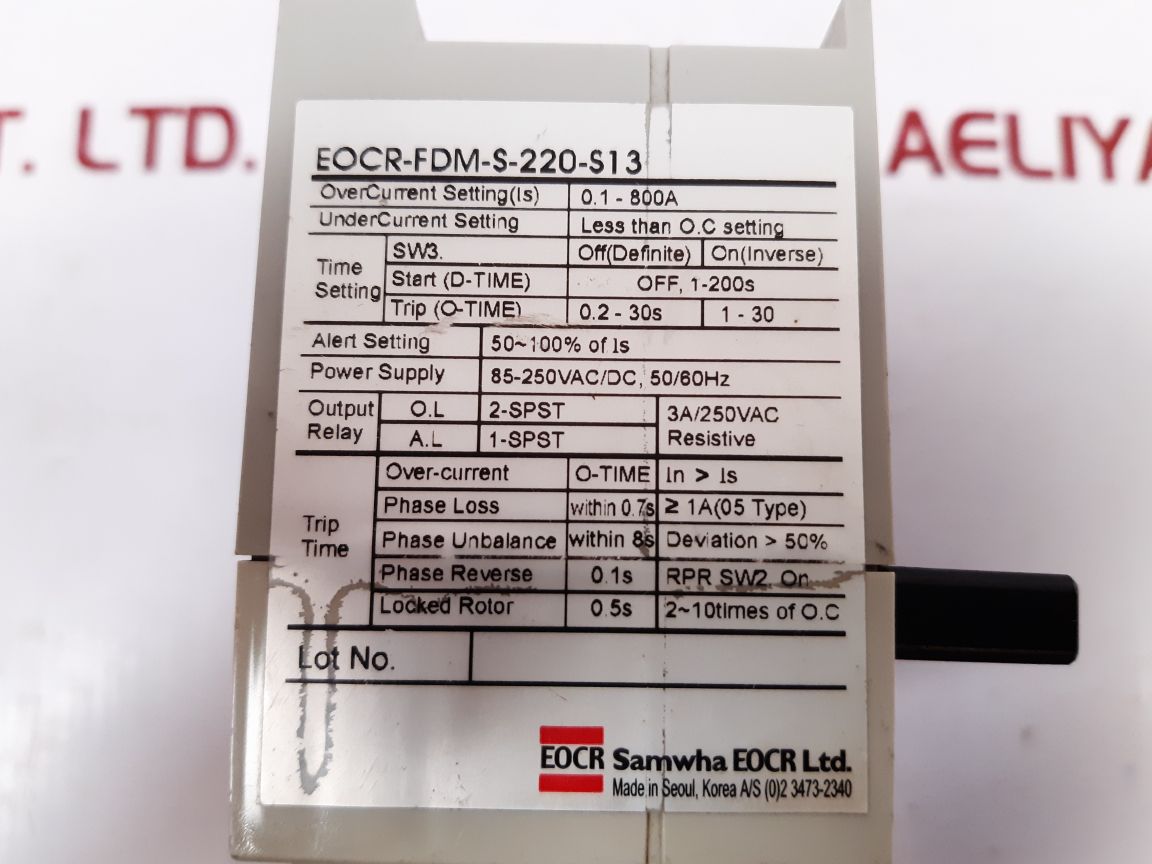 T. LTD.
AELIYA
EOCR-FDM-S-220-S13
OverCurrent Setting(Is) 0.1 - 800A
UnderCurrent Setting Less than O.C setting
Time Setting SW3. Off(Definite) On(Inverse)
Start (D-TIME) OFF, 1-200s
Trip (O-TIME) 0.2 - 30s 1 - 30
Alert Setting 50~100% of Is
Power Supply 85-250VAC/DC, 50/60Hz
Output Relay O.L 2-SPST 3A/250VAC
A.L 1-SPST Resistive
Trip Time Over-current O-TIME In > Is
Phase Loss within 0.7s ≥ 1A(05 Type)
Phase Unbalance within 8s Deviation > 50%
Phase Reverse 0.1s RPR SW2. On
Locked Rotor 0.5s 2~10times of O.C
Lot No.
EOCR Samwha EOCR Ltd.
Made in Seoul, Korea A/S (0)2 3473-2340